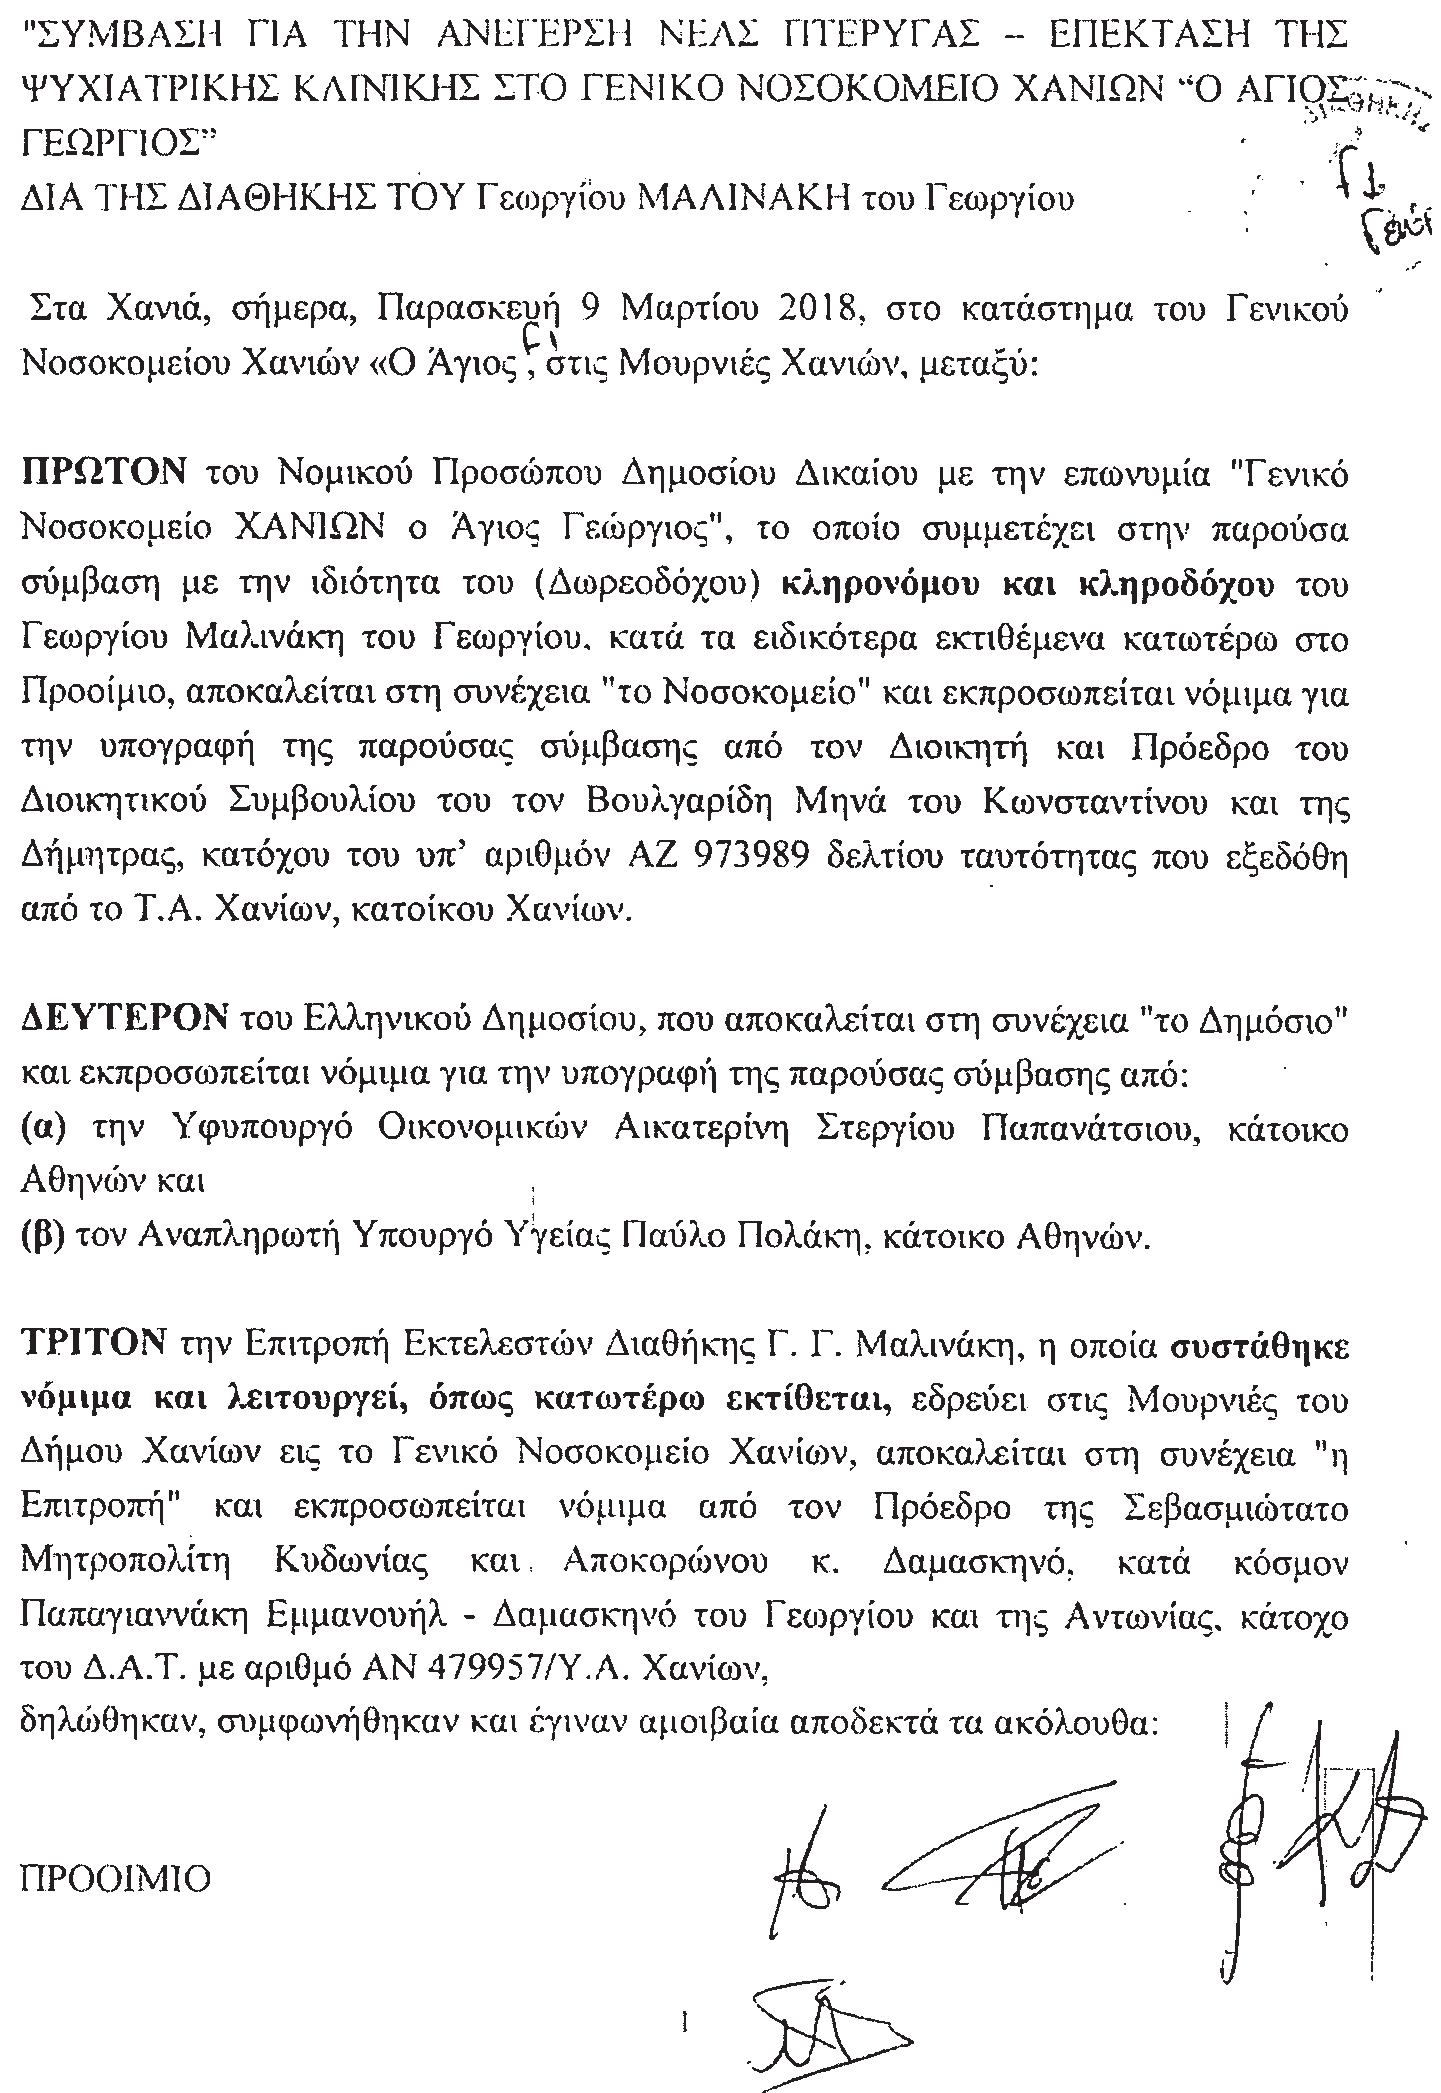 "ΣΥΜΒΑΣΗ ΓΙΑ ΤΗΝ ΑΝΕΓΕΡΣΗ ΝΕΑΣ ΠΤΕΡΥΓΑΣ – ΕΠΕΚΤΑΣΗ ΤΗΣ
ΨΥΧΙΑΤΡΙΚΗΣ ΚΛΙΝΙΚΗΣ ΣΤΟ ΓΕΝΙΚΟ ΝΟΣΟΚΟΜΕΙΟ ΧΑΝΙΩΝ “Ο ΑΓΙΟΣ
ΓΕΩΡΓΙΟΣ”
ΔΙΑ ΤΗΣ ΔΙΑΘΗΚΗΣ ΤΟΥ Γεωργίου ΜΑΛΙΝΑΚΗ του Γεωργίου
Στα Χανιά, σήμερα, Παρασκευή 9 Μαρτίου 2018, στο κατάστημα του Γενικού
Νοσοκομείου Χανιών «Ο Άγιος Γ, στις Μουρνιές Χανιών, μεταξύ:
ΠΡΩΤΟΝ του Νομικού Προσώπου Δημοσίου Δικαίου με την επωνυμία "Γενικό
Νοσοκομείο ΧΑΝΙΩΝ ο Άγιος Γεώργιος", το οποίο συμμετέχει στην παρούσα
σύμβαση με την ιδιότητα του (Δωρεοδόχου) κληρονόμου και κληροδόχου του
Γεωργίου Μαλινάκη του Γεωργίου, κατά τα ειδικότερα εκτιθέμενα κατωτέρω στο
Προοίμιο, αποκαλείται στη συνέχεια "το Νοσοκομείο" και εκπροσωπείται νόμιμα για
την υπογραφή της παρούσας σύμβασης από τον Διοικητή και Πρόεδρο του
Διοικητικού Συμβουλίου του τον Βουλγαρίδη Μηνά του Κωνσταντίνου και της
Δήμητρας, κατόχου του υπ’ αριθμόν ΑΖ 973989 δελτίου ταυτότητας που εξεδόθη
από το Τ.Α. Χανίων, κατοίκου Χανίων.
ΔΕΥΤΕΡΟΝ του Ελληνικού Δημοσίου, που αποκαλείται στη συνέχεια "το Δημόσιο"
και εκπροσωπείται νόμιμα για την υπογραφή της παρούσας σύμβασης από:
(α) την Υφυπουργό Οικονομικών Αικατερίνη Στεργίου Παπανάτσιου, κάτοικο
Αθηνών και
(β) τον Αναπληρωτή Υπουργό Υγείας Παύλο Πολάκη, κάτοικο Αθηνών.
ΤΡΙΤΟΝ την Επιτροπή Εκτελεστών Διαθήκης Γ. Γ. Μαλινάκη, η οποία συστάθηκε
νόμιμα και λειτουργεί, όπως κατωτέρω εκτίθεται, εδρεύει στις Μουρνιές του
Δήμου Χανίων εις το Γενικό Νοσοκομείο Χανίων, αποκαλείται στη συνέχεια "η
Επιτροπή" και εκπροσωπείται νόμιμα από τον Πρόεδρο της Σεβασμιώτατο
Μητροπολίτη Κυδωνίας και Αποκορώνου κ. Δαμασκηνό, κατά κόσμον
Παπαγιαννάκη Εμμανουήλ - Δαμασκηνό του Γεωργίου και της Αντωνίας, κάτοχο
του Δ.Α.Τ. με αριθμό ΑΝ 479957/Υ.Α. Χανίων,
δηλώθηκαν, συμφωνήθηκαν και έγιναν αμοιβαία αποδεκτά τα ακόλουθα:
ΠΡΟΟΙΜΙΟ
1